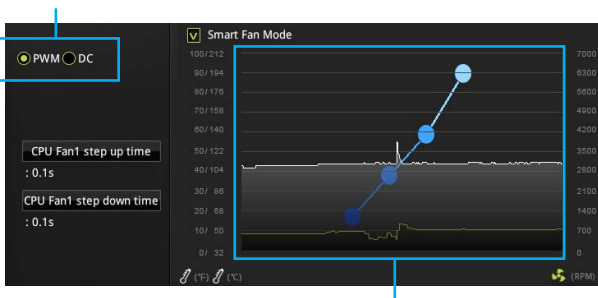 V Smart Fan Mode
PWM DC
100/212 7000
90/194 6300
80/176 5600
70/158 4900
60/140 4200
50/122 3500
40/104 2800
30/ 86 2100
20/ 68 1400
10/ 50 700
0/ 32 0
CPU Fan1 step up time
: 0.1s
CPU Fan1 step down time
: 0.1s
(°F) (°C) (RPM)